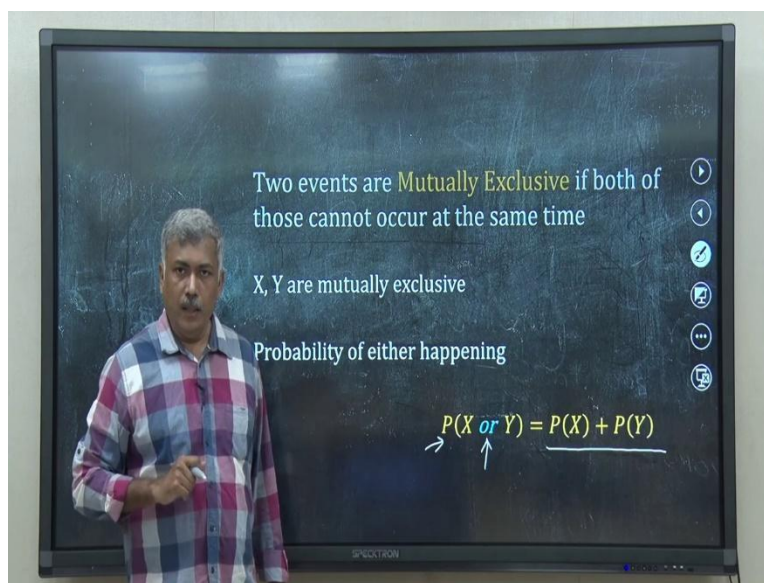 Two events are Mutually Exclusive if both of
those cannot occur at the same time
X, Y are mutually exclusive
Probability of either happening
P(X or Y) = P(X) + P(Y)
SPECKTRON